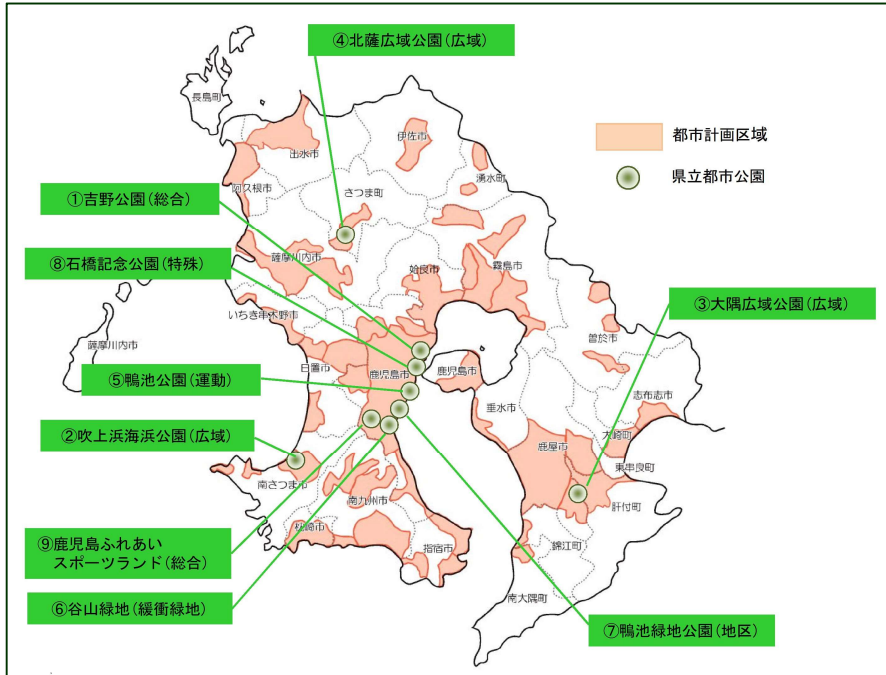 ④北薩広域公園(広域)
長島町
出水市
伊佐市
都市計画区域
湧水町
県立都市公園
阿久根市
さつま町
①吉野公園(総合)
薩摩川内市
姶良市
霧島市
⑧石橋記念公園(特殊)
③大隅広域公園(広域)
いちき串木野市
曽於市
薩摩川内市
日置市
鹿児島市
鹿児島市
⑤鴨池公園(運動)
志布志市
垂水市
②吹上浜海浜公園(広域)
大崎町
鹿屋市
東串良町
南さつま市
南九州市
肝付町
枕崎市
⑨鹿児島ふれあい
スポーツランド(総合)
指宿市
錦江町
南大隅町
⑥谷山緑地(緩衝緑地)
⑦鴨池緑地公園(地区)